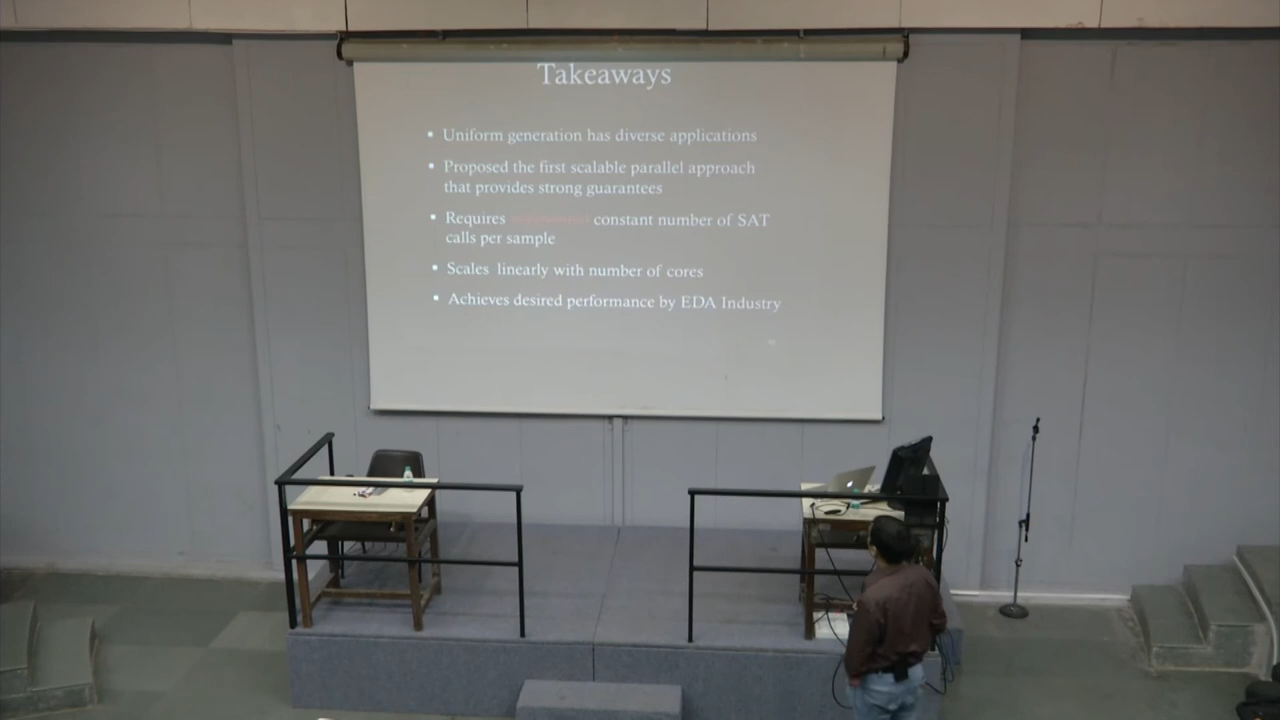 Takeaways
▪ Uniform generation has diverse applications
▪ Proposed the first scalable parallel approach
that provides strong guarantees
▪ Requires constant number of SAT
calls per sample
▪ Scales linearly with number of cores
▪ Achieves desired performance by EDA Industry